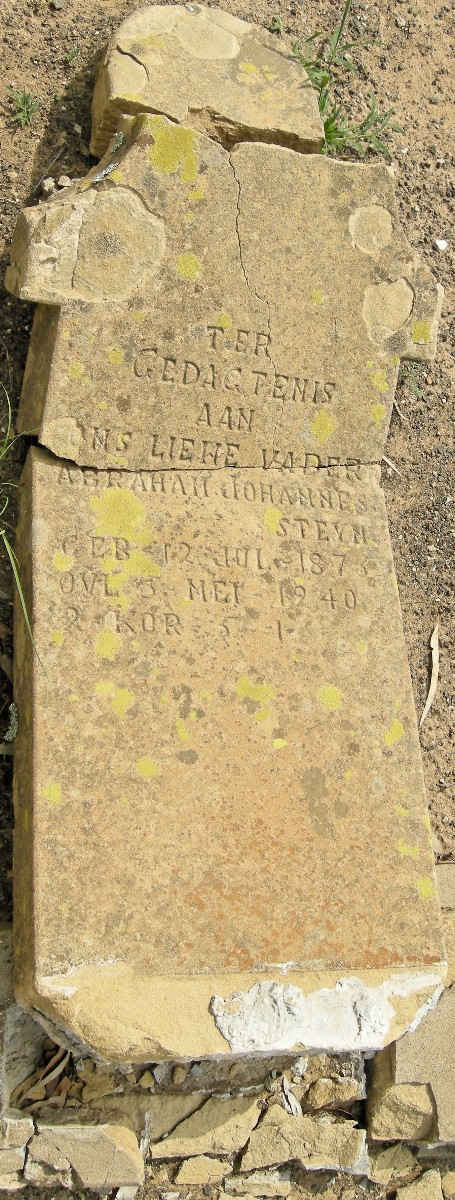 TER
GEDAGTENIS
AAN
ONS LIEWE VADER
ABRAHAM JOHANNES
STEYN
GEB 12 JUL
OVL 3 MEI 1940
2 KOR 5 1